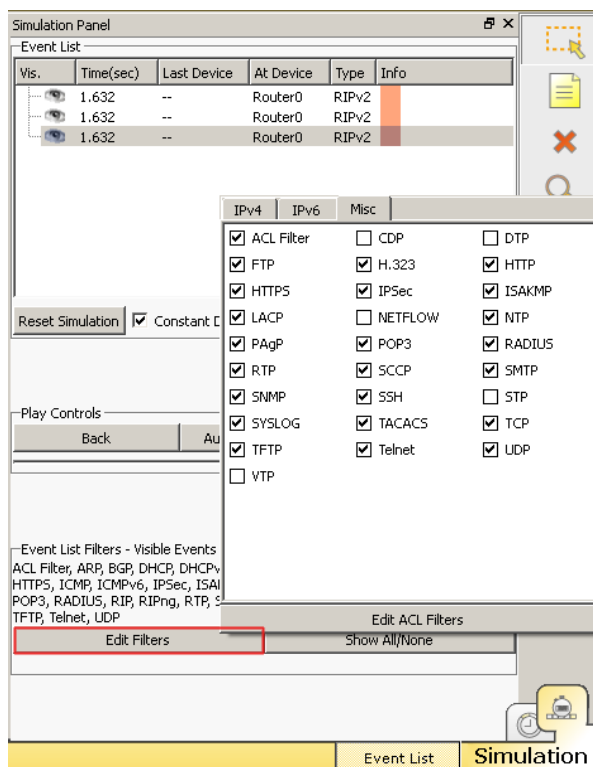 Simulation Panel
Event List
Vis. Time(sec) Last Device At Device Type Info
1.632 -- Router0 RIPv2
1.632 -- Router0 RIPv2
1.632 -- Router0 RIPv2
IPv4 IPv6 Misc
ACL Filter CDP DTP
FTP H.323 HTTP
HTTPS IPSec ISAKMP
LACP NETFLOW NTP
PAgP POP3 RADIUS
RTP SCCP SMTP
SNMP SSH STP
SYSLOG TACACS TCP
TFTP Telnet UDP
VTP
Edit ACL Filters
Reset Simulation Constant
Play Controls
Back
Event List Filters - Visible Events
ACL Filter, ARP, BGP, DHCP,
HTTPS, ICMP, ICMPv6, IPSec,
POP3, RADIUS, RIP, RIPng, RTP,
TFTP, Telnet, UDP
Edit Filters Show All/None
Event List Simulation